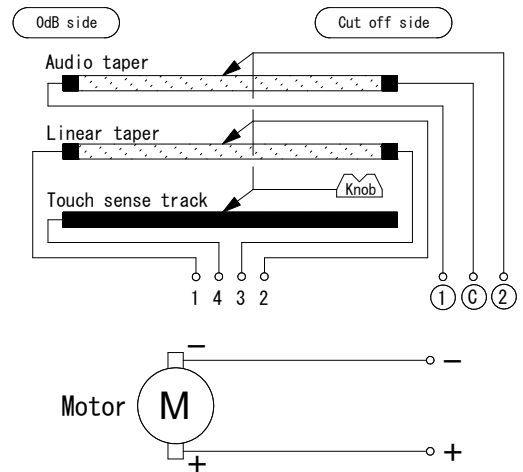 0dB side Cut off side
Audio taper
Linear taper
Knob
Touch sense track
1 4 3 2 ① Ⓒ ②
− −
Motor M
+ +